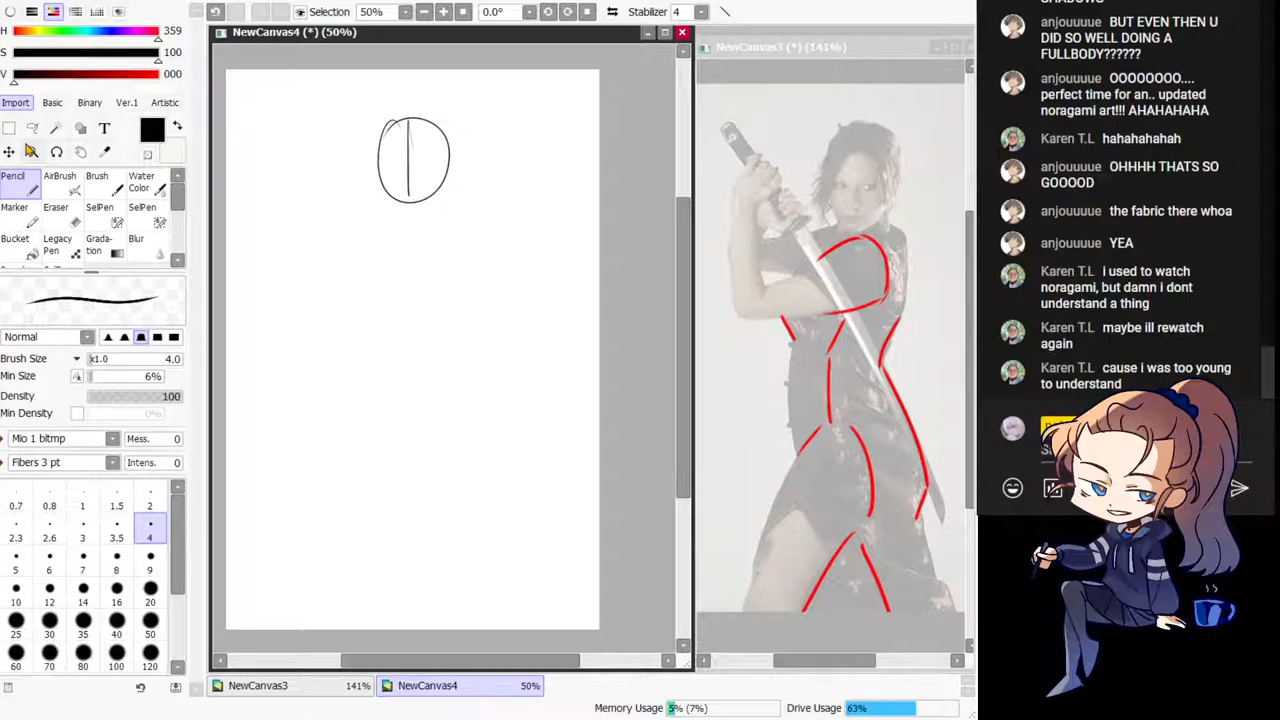 Selection
50%
0.0°
Stabilizer
4
H
359
S
100
V
000
Import
Basic
Binary
Ver.1
Artistic
T
Pencil
AirBrush
Brush
Water
Color
Marker
Eraser
SelPen
SelPen
Bucket
Legacy
Pen
Grada-
tion
Blur
Normal
Brush Size
x1.0
4.0
Min Size
6%
Density
100
Min Density
0%
Mio 1 bltmp
Mess.
0
Fibers 3 pt
Intens.
0
0.7
0.8
1
1.5
2
2.3
2.6
3
3.5
4
5
6
7
8
9
10
12
14
16
20
25
30
35
40
50
60
70
80
100
120
NewCanvas4 (*) (50%)
NewCanvas3 (*) (141%)
NewCanvas3
141%
NewCanvas4
50%
Memory Usage
5% (7%)
Drive Usage
63%
anjouuuue BUT EVEN THEN U
DID SO WELL DOING A
FULLBODY??????
anjouuuue OOOOOOOO....
perfect time for an.. updated
noragami art!!! AHAHAHAHA
Karen T.L hahahahahah
anjouuuue OHHHH THATS SO
GOOOD
anjouuuue the fabric there whoa
anjouuuue YEA
Karen T.L i used to watch
noragami, but damn i dont
understand a thing
Karen T.L maybe ill rewatch
again
Karen T.L cause i was too young
to understand